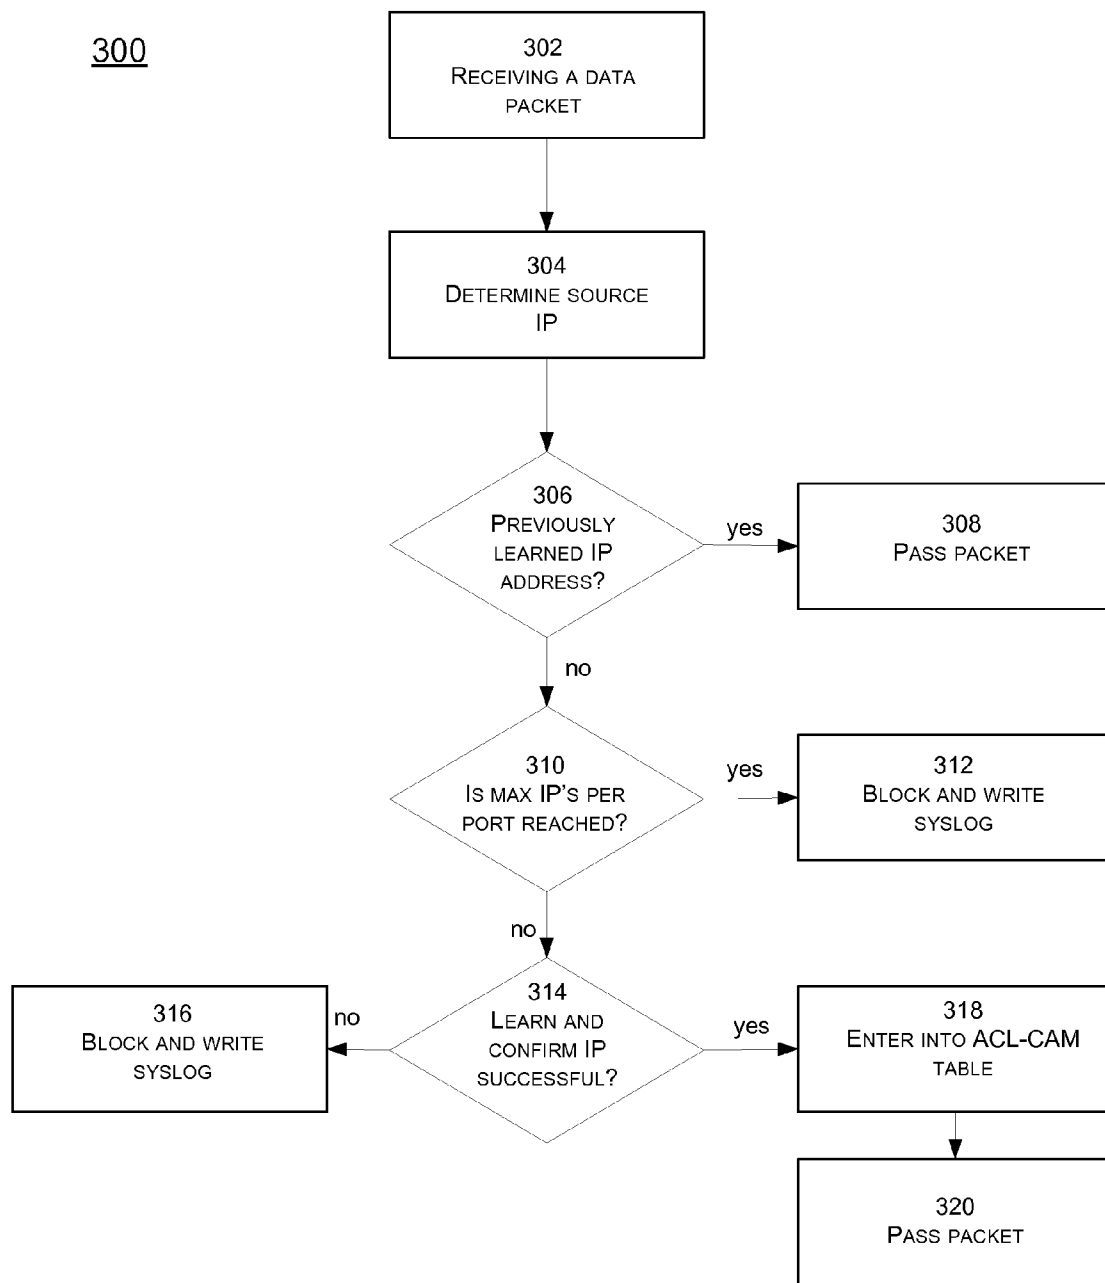 300
302
RECEIVING A DATA
PACKET
304
DETERMINE SOURCE
IP
306
PREVIOUSLY
LEARNED IP
ADDRESS?
yes
308
PASS PACKET
no
310
IS MAX IP'S PER
PORT REACHED?
yes
312
BLOCK AND WRITE
SYSLOG
no
314
LEARN AND
CONFIRM IP
SUCCESSFUL?
no
316
BLOCK AND WRITE
SYSLOG
yes
318
ENTER INTO ACL-CAM
TABLE
320
PASS PACKET